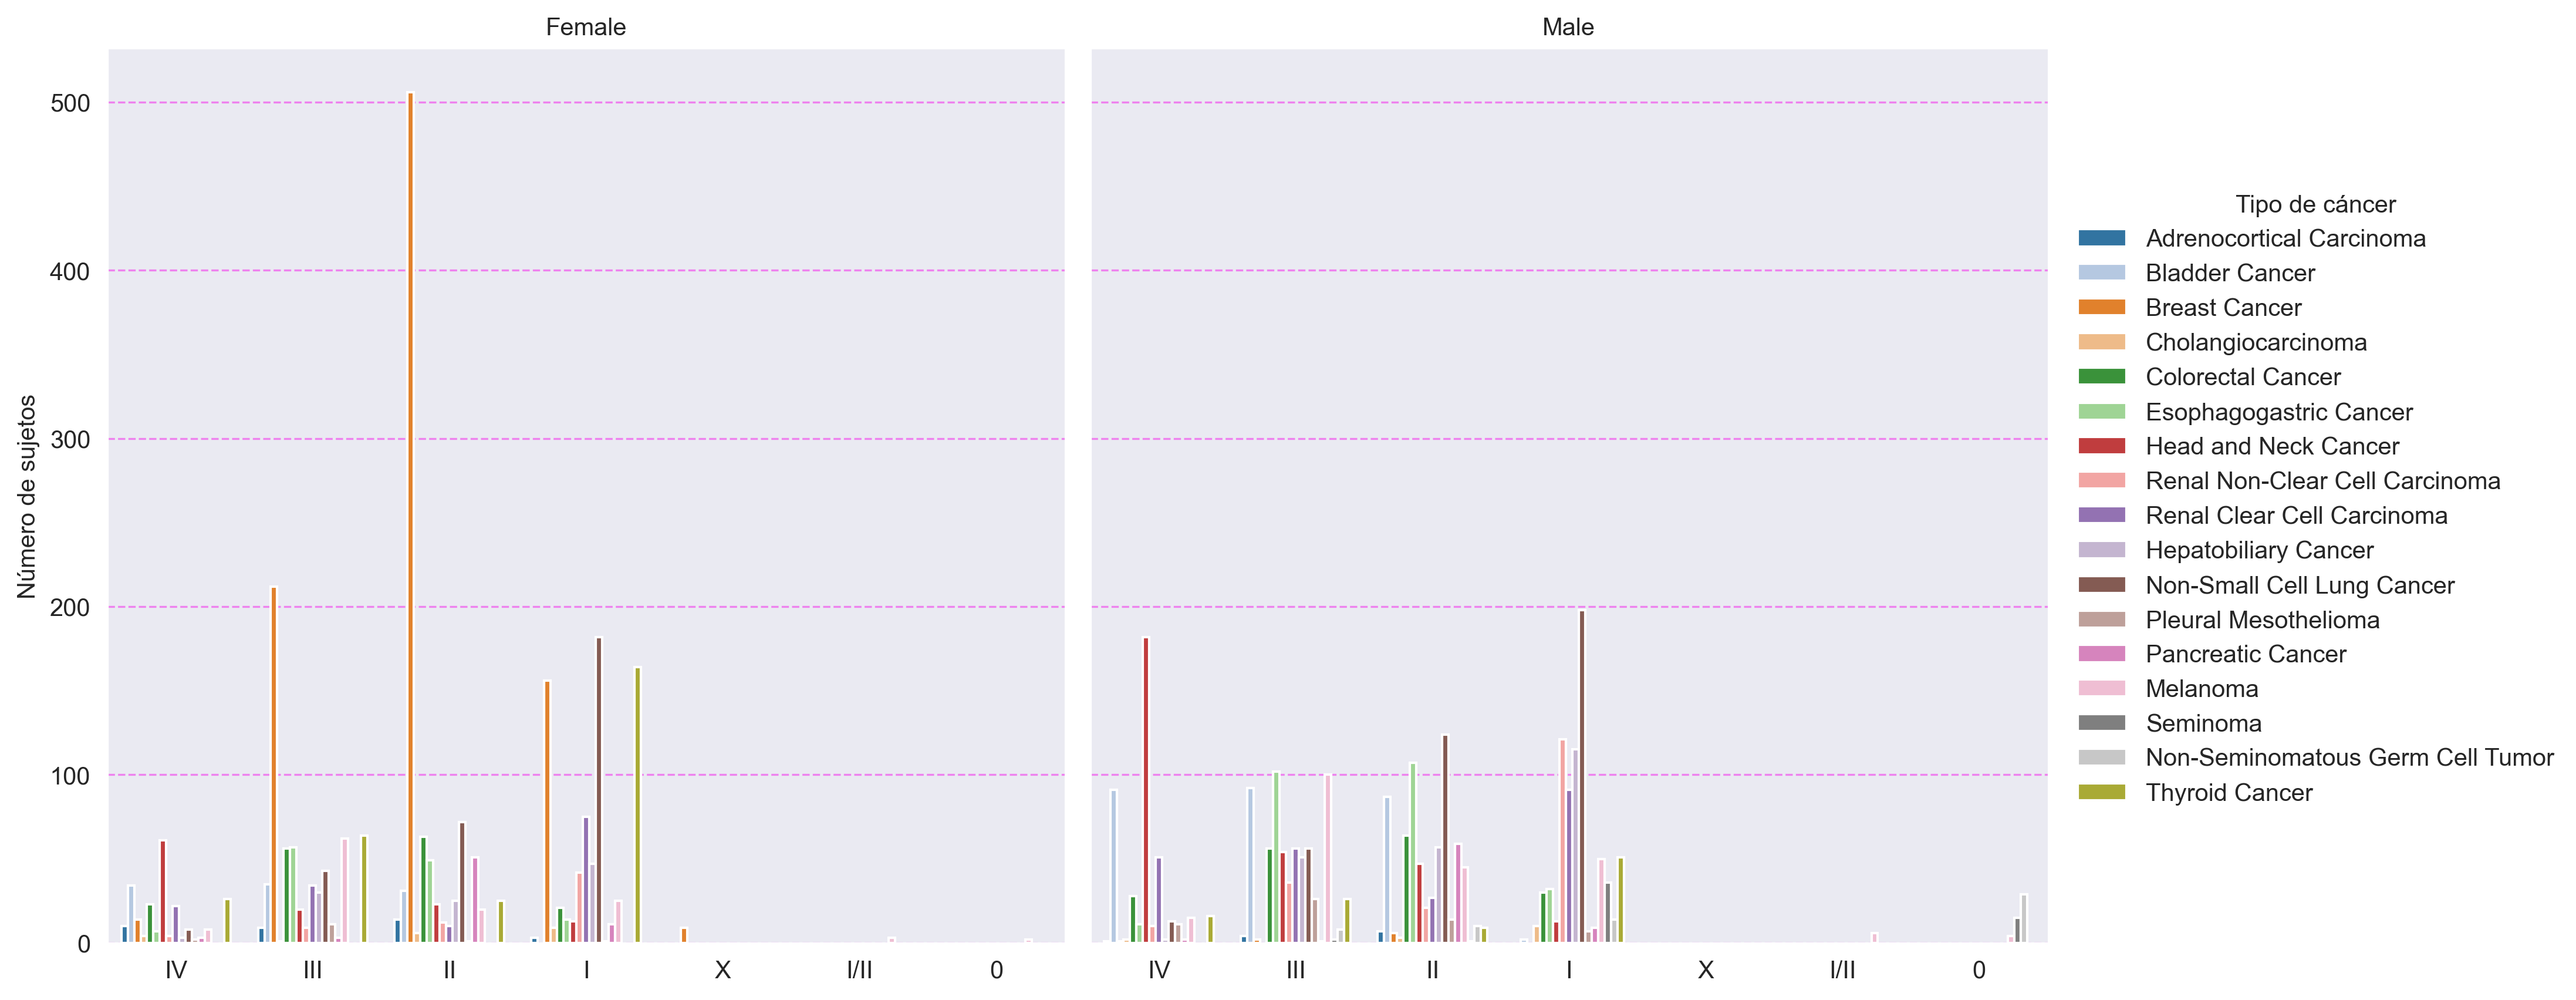 Female
Male
Número de sujetos
500
400
300
200
100
0
IV III II I X I/II 0
IV III II I X I/II 0
Tipo de cáncer
Adrenocortical Carcinoma
Bladder Cancer
Breast Cancer
Cholangiocarcinoma
Colorectal Cancer
Esophagogastric Cancer
Head and Neck Cancer
Renal Non-Clear Cell Carcinoma
Renal Clear Cell Carcinoma
Hepatobiliary Cancer
Non-Small Cell Lung Cancer
Pleural Mesothelioma
Pancreatic Cancer
Melanoma
Seminoma
Non-Seminomatous Germ Cell Tumor
Thyroid Cancer